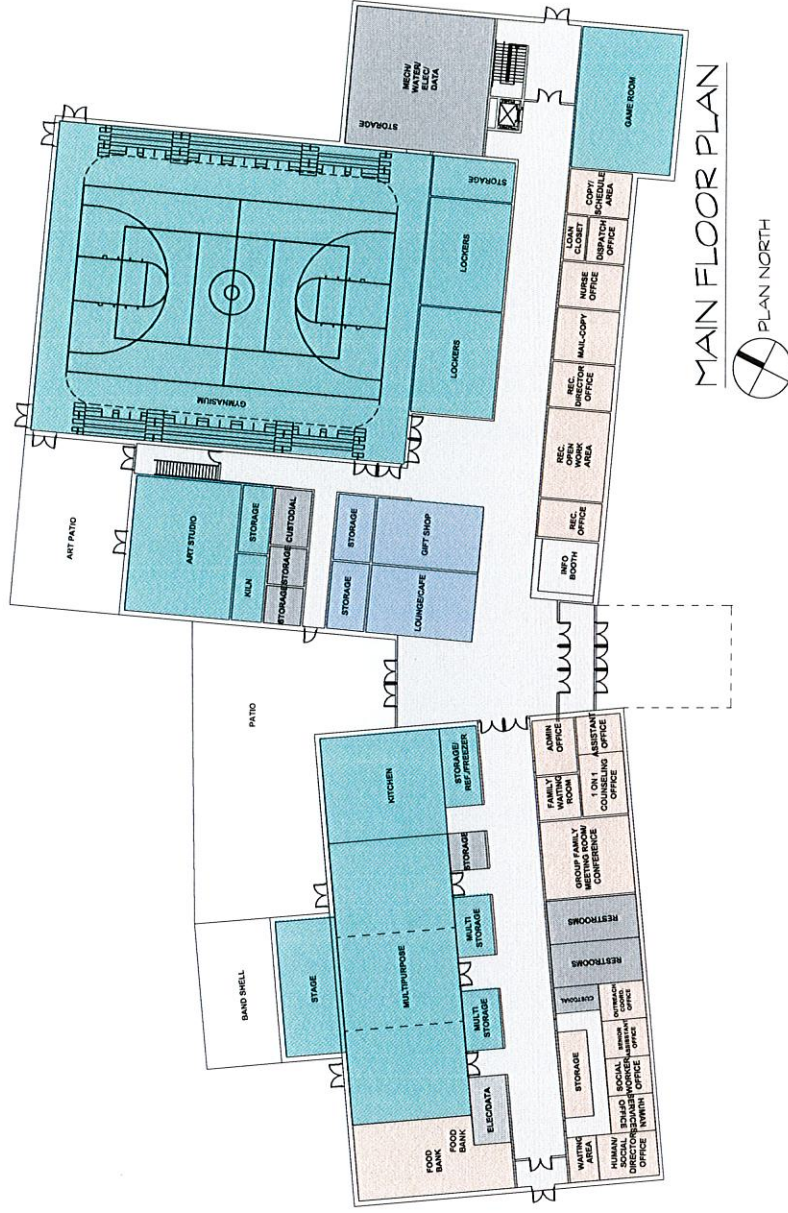 MECH/
WATER/
ELEC/
DATA
STORAGE
GAME ROOM
GYMNASIUM
STORAGE
LOCKERS
LOCKERS
COPY/
SCHEDULE
AREA
LOAN
CLOSET
DISPATCH
OFFICE
NURSE
OFFICE
MAIL-COPY
REC.
DIRECTOR
OFFICE
REC.
OPEN
WORK
AREA
REC.
OFFICE
INFO
BOOTH
ART PATIO
ART STUDIO
STORAGE
KILN
CUSTODIAL
STORAGE
STORAGE
STORAGE
STORAGE
GIFT SHOP
LOUNGE/CAFE
PATIO
KITCHEN
STORAGE/
REF./FREEZER
STORAGE
MULTIPURPOSE
MULTI
STORAGE
MULTI
STORAGE
STAGE
BAND SHELL
ELEC/DATA
FOOD
BANK
FOOD
BANK
ADMIN
OFFICE
ASSISTANT
OFFICE
FAMILY
WAITING
ROOM
1 ON 1
COUNSELING
OFFICE
GROUP FAMILY
MEETING ROOM/
CONFERENCE
RESTROOMS
RESTROOMS
CUSTODIAL
OUTREACH
COORD.
OFFICE
SENIOR
ASSISTANT
OFFICE
STORAGE
SOCIAL
WORKER
OFFICE
HUMAN
SERVICES
OFFICE
WAITING
AREA
HUMAN/
SOCIAL
DIRECTOR
OFFICE
MAIN FLOOR PLAN
PLAN NORTH